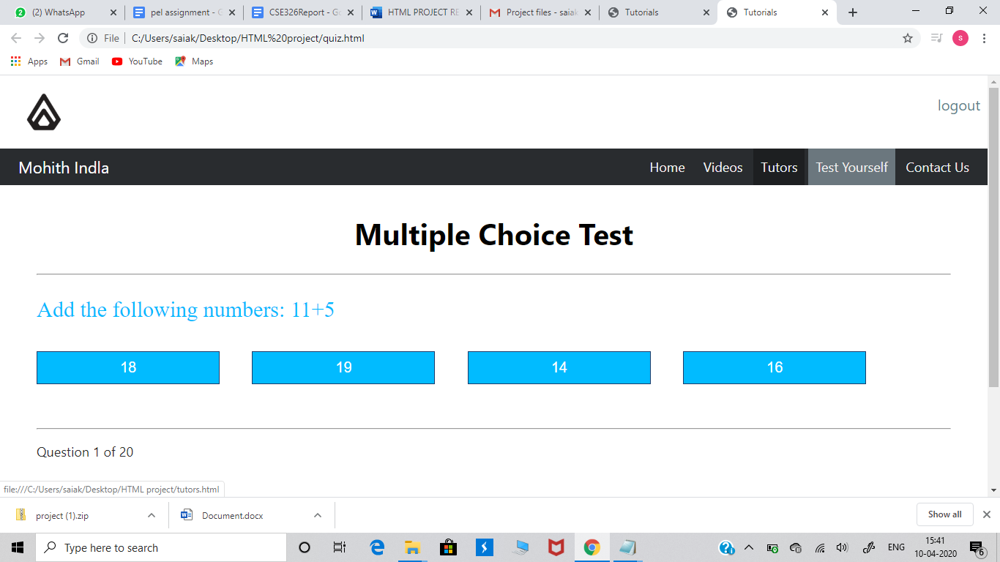 (2) WhatsApp
pel assignment - G
CSE326Report - Go
HTML PROJECT RE
Project files - saiak
Tutorials
Tutorials
File
C:/Users/saiak/Desktop/HTML%20project/quiz.html
s
Apps
Gmail
YouTube
Maps
logout
Mohith Indla
Home
Videos
Tutors
Test Yourself
Contact Us
Multiple Choice Test
Add the following numbers: 11+5
18
19
14
16
Question 1 of 20
file:///C:/Users/saiak/Desktop/HTML project/tutors.html
project (1).zip
Document.docx
Show all
Type here to search
ENG
15:41
10-04-2020
6